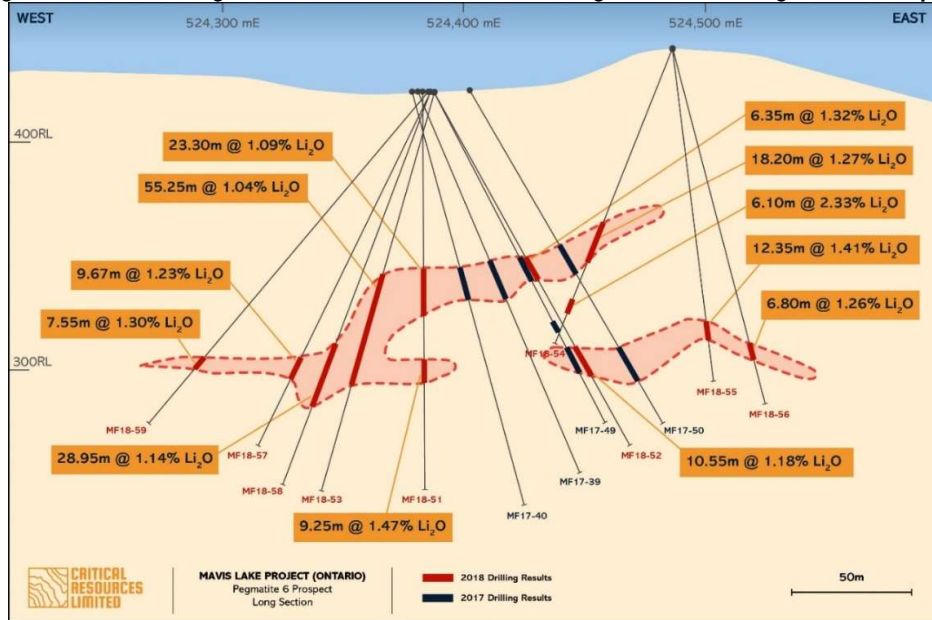 WEST
524,300 mE
524,400 mE
524,500 mE
EAST
400RL
300RL
23.30m @ 1.09% Li₂O
55.25m @ 1.04% Li₂O
9.67m @ 1.23% Li₂O
7.55m @ 1.30% Li₂O
28.95m @ 1.14% Li₂O
9.25m @ 1.47% Li₂O
6.35m @ 1.32% Li₂O
18.20m @ 1.27% Li₂O
6.10m @ 2.33% Li₂O
12.35m @ 1.41% Li₂O
6.80m @ 1.26% Li₂O
10.55m @ 1.18% Li₂O
MF18-54
MF18-55
MF18-56
MF18-59
MF18-57
MF18-58
MF18-53
MF18-51
MF17-40
MF17-39
MF17-49
MF18-52
MF17-50
CRITICAL
RESOURCES
LIMITED
MAVIS LAKE PROJECT (ONTARIO)
Pegmatite 6 Prospect
Long Section
2018 Drilling Results
2017 Drilling Results
50m